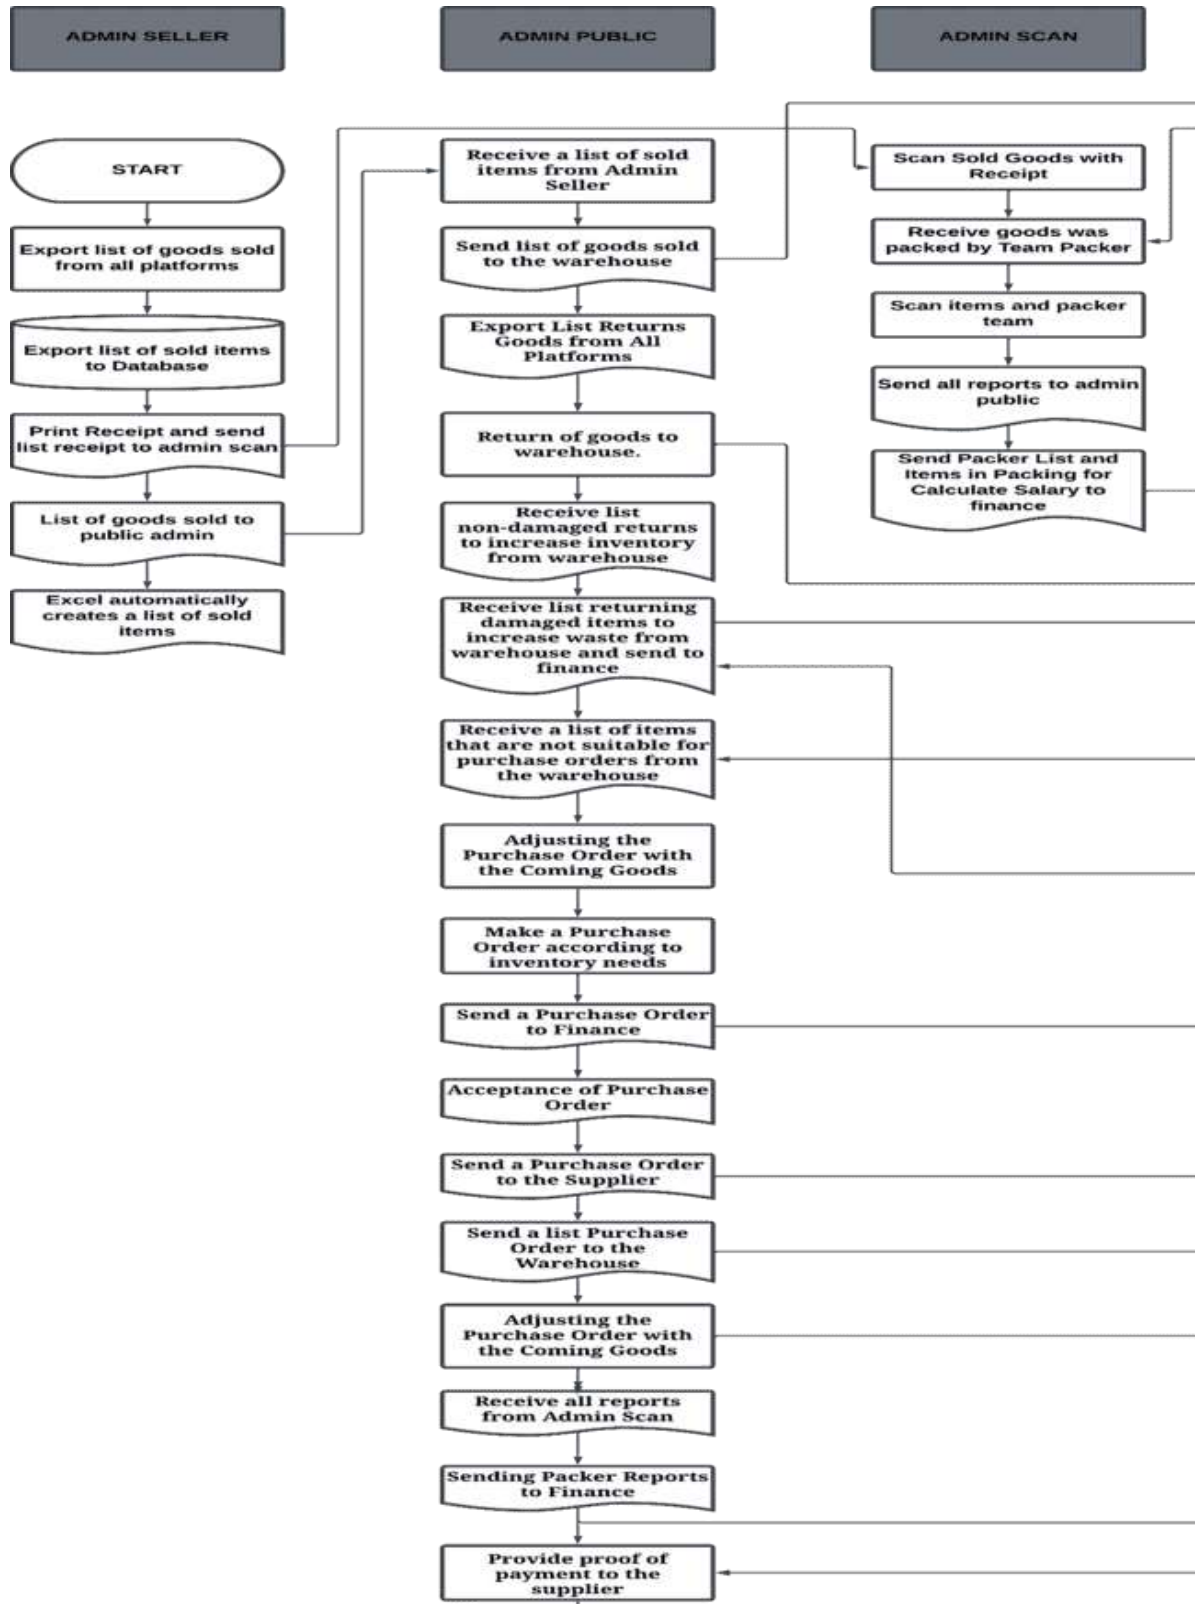 ADMIN SELLER
ADMIN PUBLIC
ADMIN SCAN
START
Export list of goods sold
from all platforms
Export list of sold items
to Database
Print Receipt and send
list receipt to admin scan
List of goods sold to
public admin
Excel automatically
creates a list of sold
items
Receive a list of sold
items from Admin
Seller
Send list of goods sold
to the warehouse
Export List Returns
Goods from All
Platforms
Return of goods to
warehouse.
Receive list
non-damaged returns
to increase inventory
from warehouse
Receive list returning
damaged items to
increase waste from
warehouse and send to
finance
Receive a list of items
that are not suitable for
purchase orders from
the warehouse
Adjusting the
Purchase Order with
the Coming Goods
Make a Purchase
Order according to
inventory needs
Send a Purchase Order
to Finance
Acceptance of Purchase
Order
Send a Purchase Order
to the Supplier
Send a list Purchase
Order to the
Warehouse
Adjusting the
Purchase Order with
the Coming Goods
Receive all reports
from Admin Scan
Sending Packer Reports
to Finance
Provide proof of
payment to the
supplier
Scan Sold Goods with
Receipt
Receive goods was
packed by Team Packer
Scan items and packer
team
Send all reports to admin
public
Send Packer List and
Items in Packing for
Calculate Salary to
finance